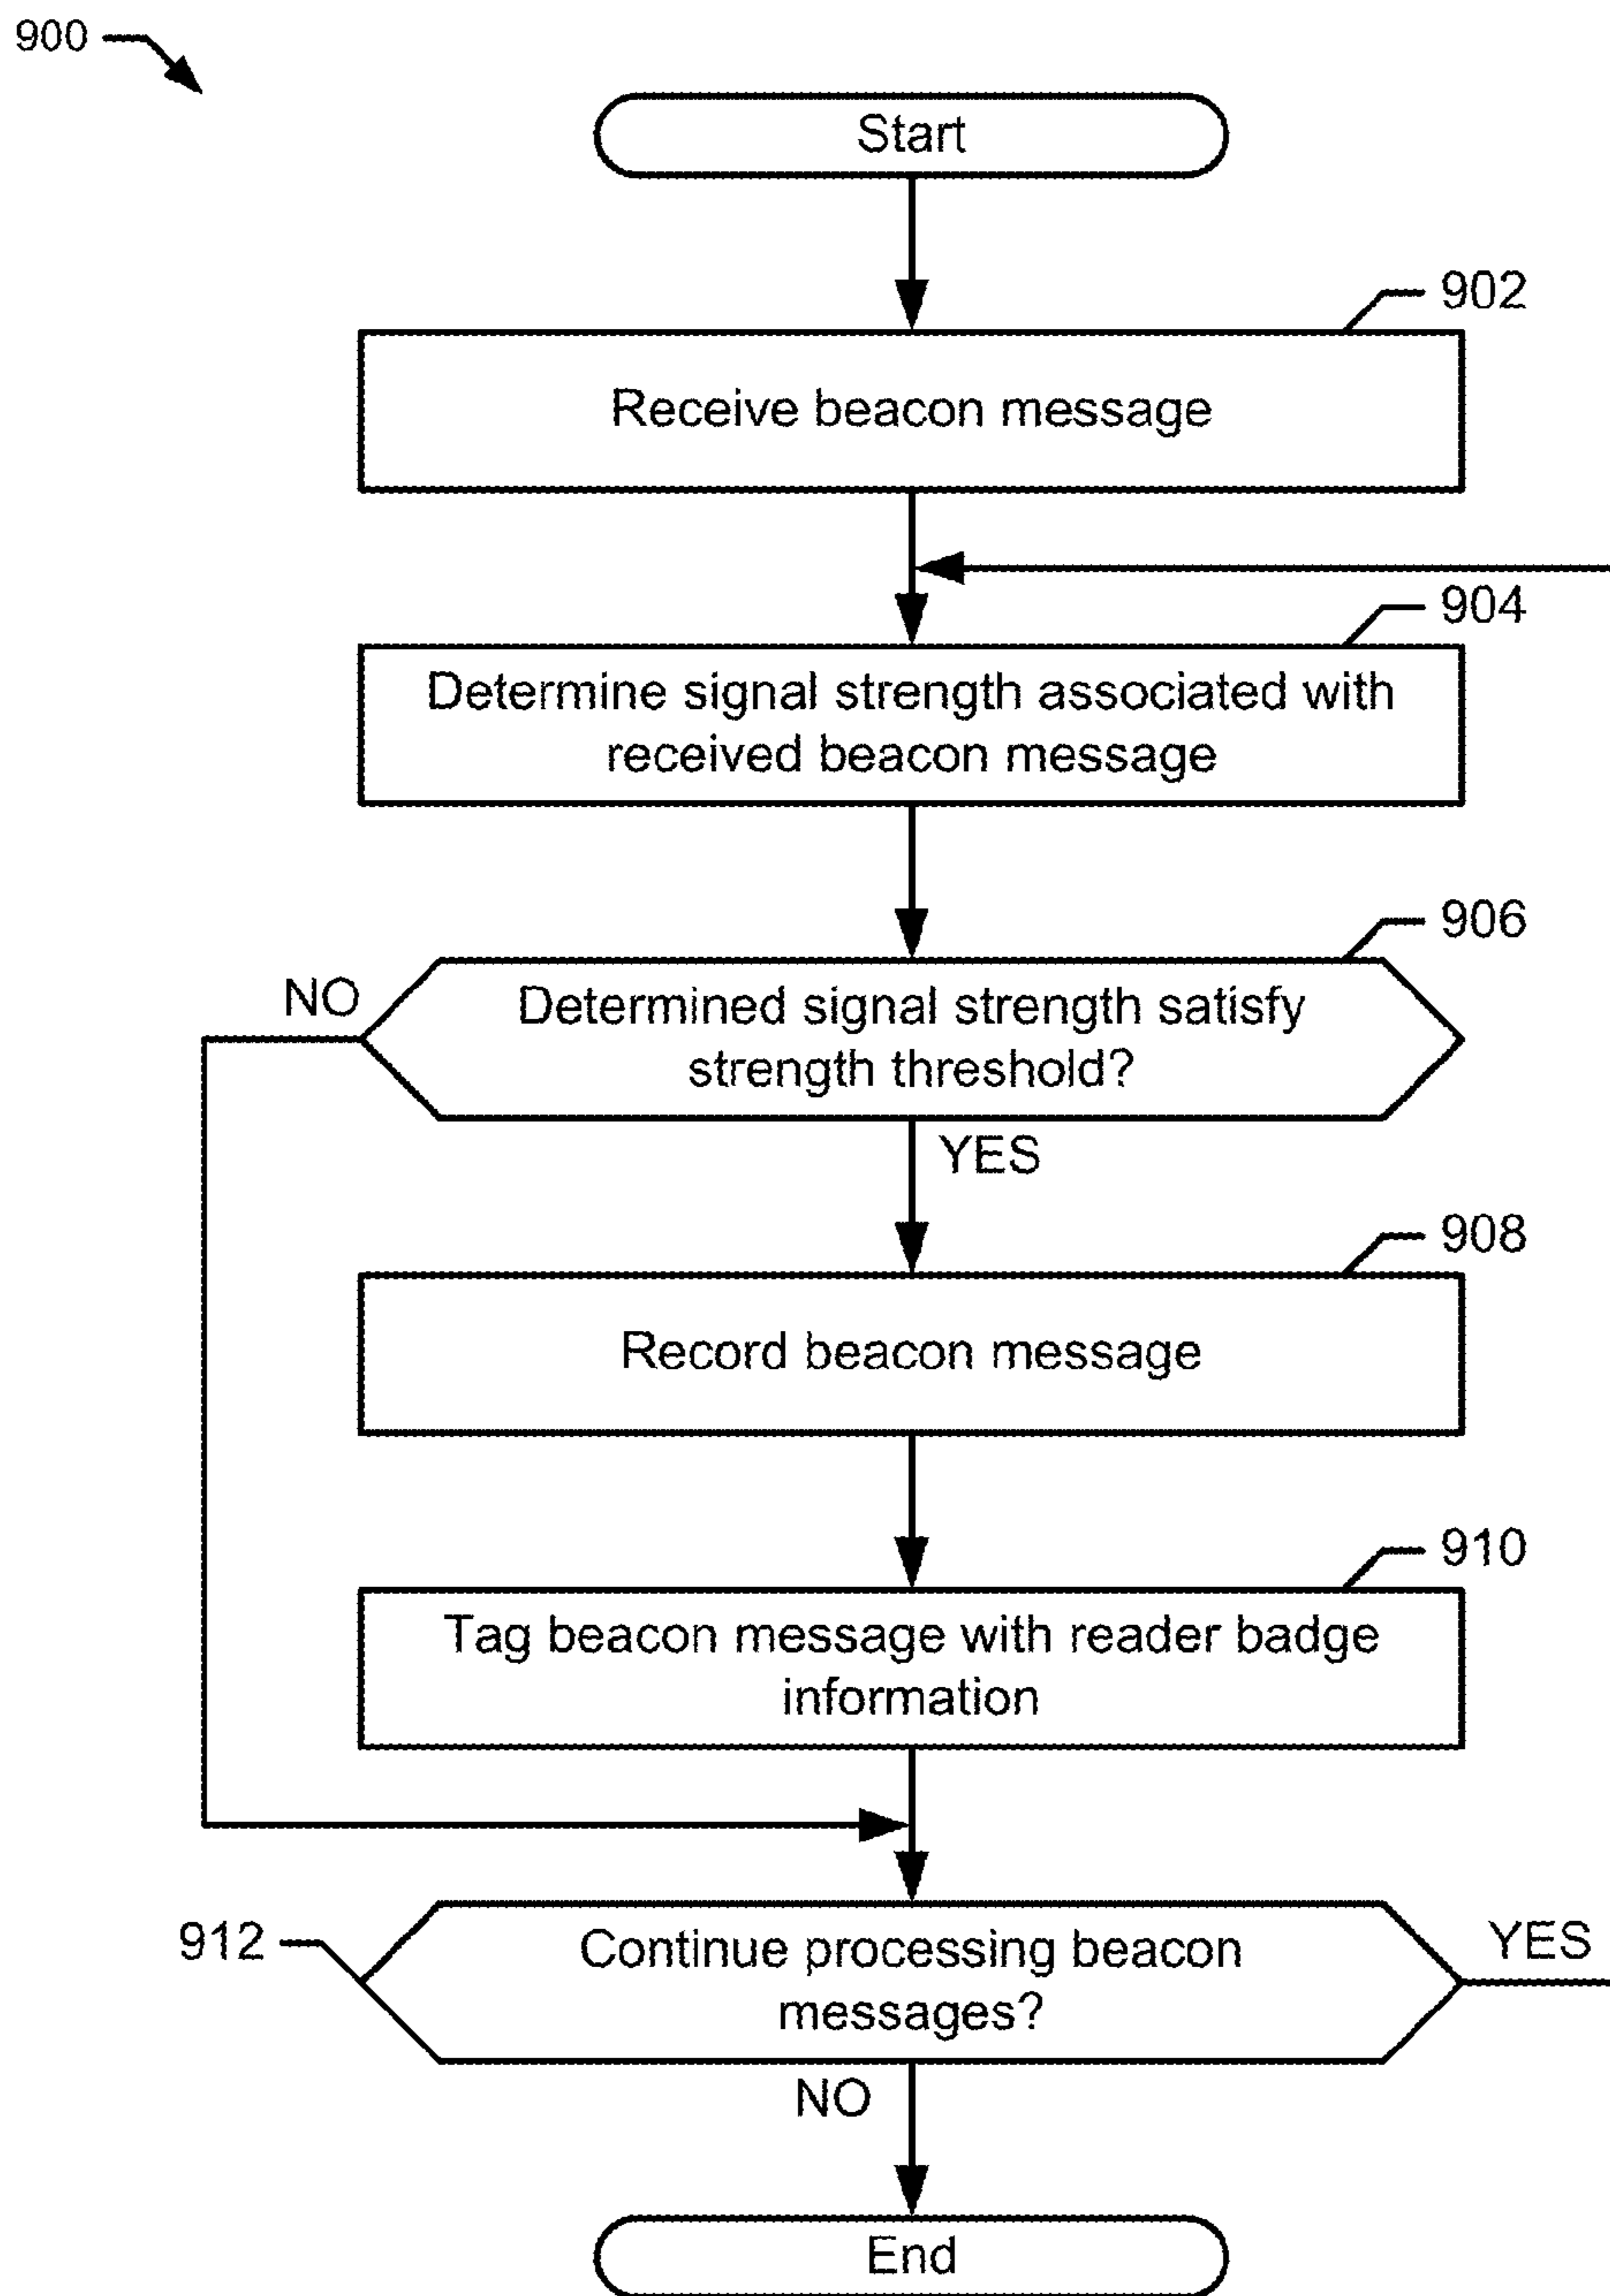 900
Start
902
Receive beacon message
904
Determine signal strength associated with
received beacon message
906
NO
Determined signal strength satisfy
strength threshold?
YES
908
Record beacon message
910
Tag beacon message with reader badge
information
912
Continue processing beacon
messages?
YES
NO
End